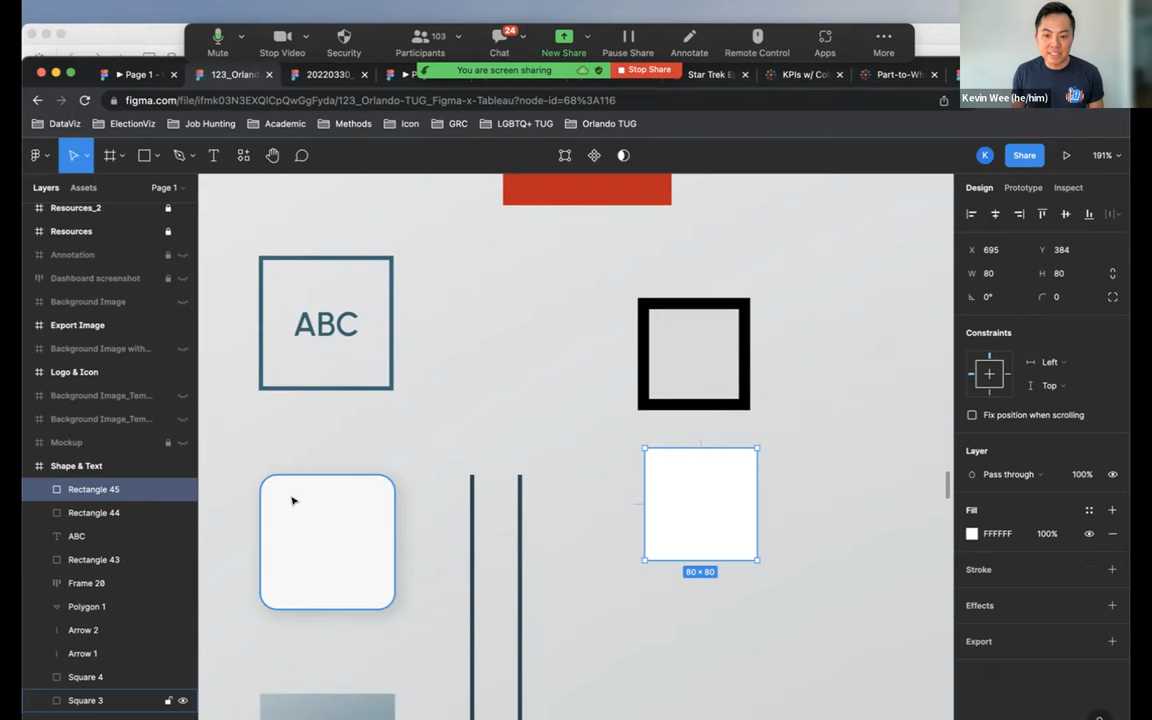 Mute
Stop Video
Security
Participants
103
Chat
24
New Share
Pause Share
Annotate
Remote Control
Apps
More
Page 1 -
123_Orland
20220330_
You are screen sharing
Stop Share
Star Trek Ep
KPIs w/ Col
Part-to-Wh
Kevin Wee (he/him)
figma.com/file/ifmk03N3EXQICpQwGgFyda/123_Orlando-TUG_Figma-x-Tableau?node-id=68%3A116
DataViz
ElectionViz
Job Hunting
Academic
Methods
Icon
GRC
LGBTQ+ TUG
Orlando TUG
K
Share
191%
Layers
Assets
Page 1
Design
Prototype
Inspect
Resources_2
Resources
Annotation
Dashboard screenshot
Background Image
Export Image
Background Image with...
Logo & Icon
Background Image_Tem...
Background Image_Tem...
Mockup
Shape & Text
Rectangle 45
Rectangle 44
ABC
Rectangle 43
Frame 20
Polygon 1
Arrow 2
Arrow 1
Square 4
Square 3
ABC
80 × 80
X 695
Y 384
W 80
H 80
0°
0
Constraints
Left
Top
Fix position when scrolling
Layer
Pass through
100%
Fill
FFFFFF
100%
Stroke
Effects
Export